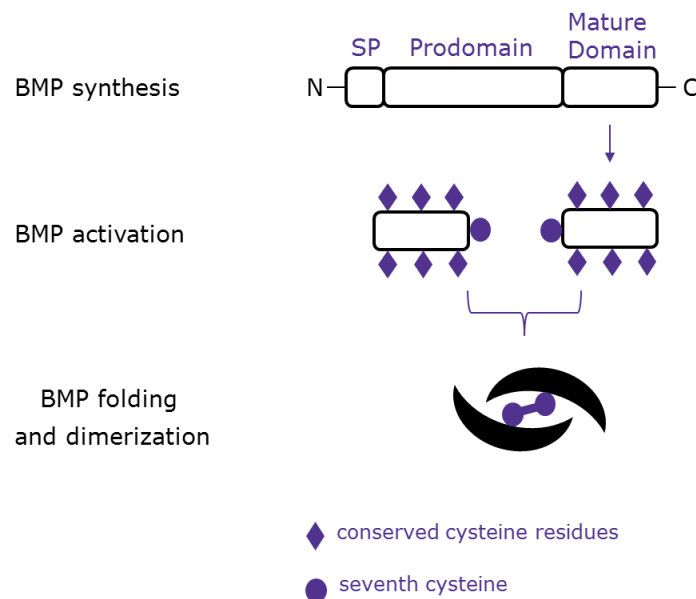 Mature
SP Prodomain Domain
BMP synthesis N C
BMP activation
BMP folding
and dimerization
conserved cysteine residues
seventh cysteine